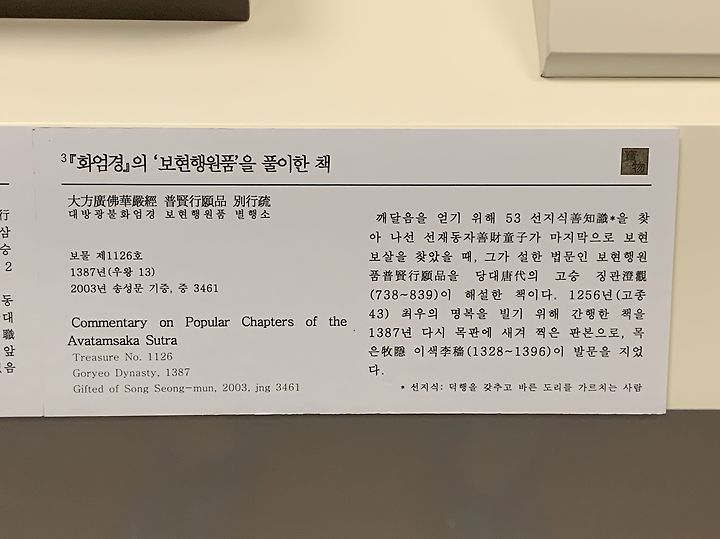 行
삼
승
2
동
대
職
앞
음
3『화엄경』의 '보현행원품'을 풀이한 책
大方廣佛華嚴經 普賢行願品 別行疏
대방광불화엄경 보현행원품 별행소
보물 제1126호
1387년(우왕 13)
2003년 송성문 기증, 증 3461
Commentary on Popular Chapters of the
Avatamsaka Sutra
Treasure No. 1126
Goryeo Dynasty, 1387
Gifted of Song Seong-mun, 2003, jng 3461
寶物
깨달음을 얻기 위해 53 선지식善知識*을 찾
아 나선 선재동자善財童子가 마지막으로 보현
보살을 찾았을 때, 그가 설한 법문인 보현행원
품普賢行願品을 당대唐代의 고승 징관澄觀
(738~839)이 해설한 책이다. 1256년(고종
43) 최우의 명복을 빌기 위해 간행한 책을
1387년 다시 목판에 새겨 찍은 판본으로, 목
은牧隱 이색李穡(1328~1396)이 발문을 지었
다.
* 선지식: 덕행을 갖추고 바른 도리를 가르치는 사람